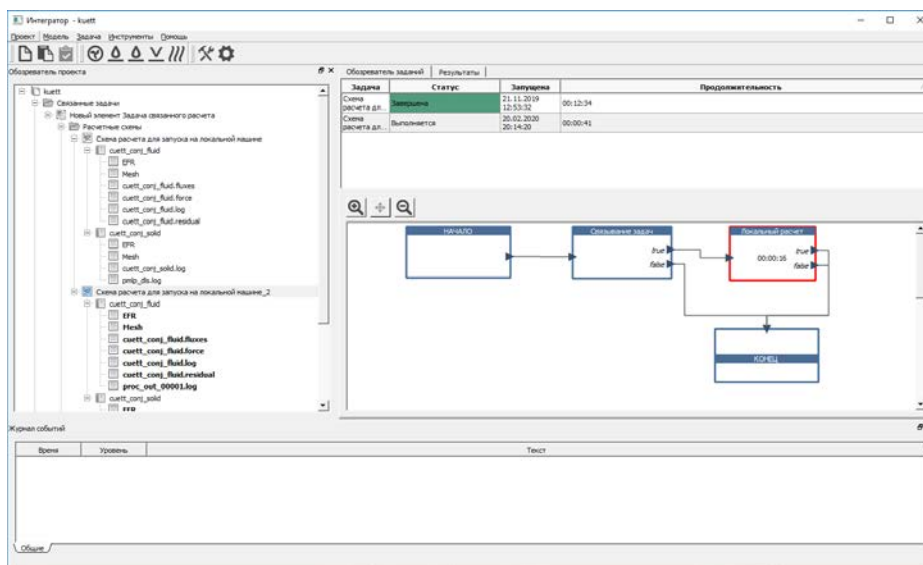 Интегратор - kuett
Проект Модель Задача Инструменты Помощь
Обозреватель проекта
kuett
Связанные задачи
Новый элемент Задача связанного расчета
Расчетные схемы
Схема расчета для запуска на локальной машине
cuett_conj_fluid
EFR
Mesh
cuett_conj_fluid.fluxes
cuett_conj_fluid.force
cuett_conj_fluid.log
cuett_conj_fluid.residual
cuett_conj_solid
EFR
Mesh
cuett_conj_solid.log
pmlp_dls.log
Схема расчета для запуска на локальной машине_2
cuett_conj_fluid
EFR
Mesh
cuett_conj_fluid.fluxes
cuett_conj_fluid.force
cuett_conj_fluid.log
cuett_conj_fluid.residual
proc_out_00001.log
cuett_conj_solid
EFR
Обозреватель заданий Результаты
Задача Статус Запущена Продолжительность
Схема расчета дл... Завершена 21.11.2019 12:53:32 00:12:34
Схема расчета дл... Выполняется 20.02.2020 20:14:20 00:00:41
НАЧАЛО
Связывание задач
true
false
Локальный расчет
00:00:16
true
false
КОНЕЦ
Журнал событий
Время Уровень Текст
Общие